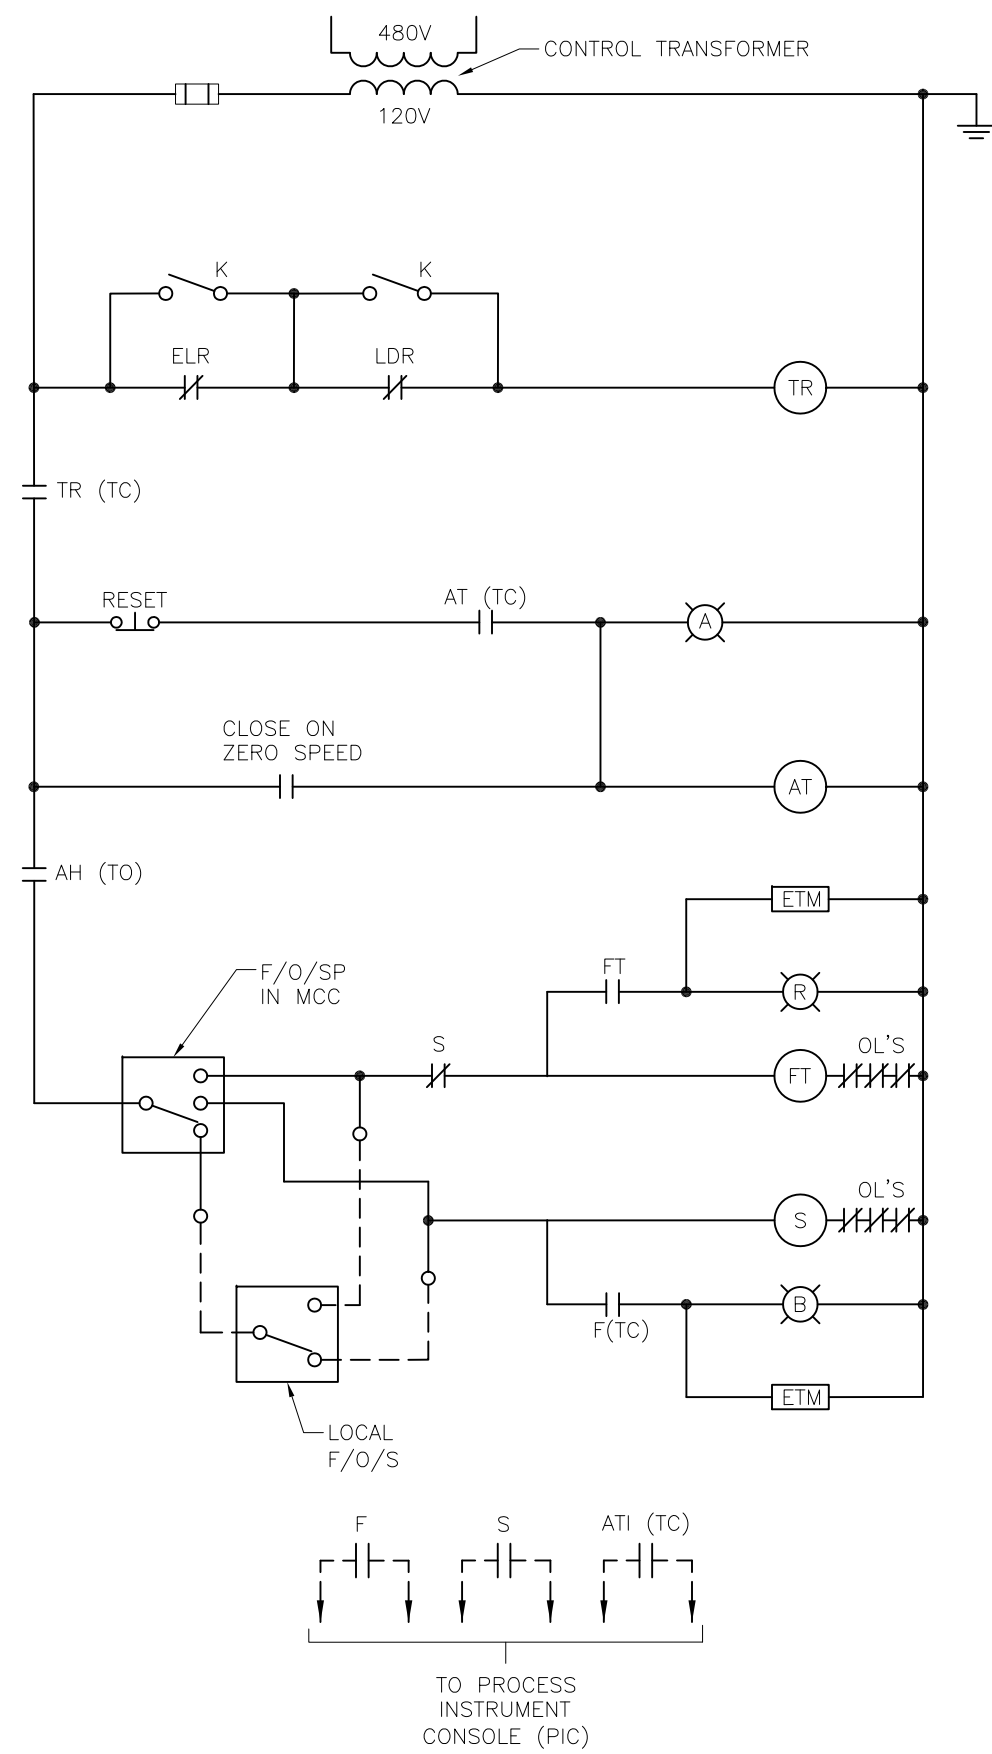 480V
CONTROL TRANSFORMER
120V
K
K
ELR
LDR
TR
TR (TC)
RESET
AT (TC)
A
CLOSE ON
ZERO SPEED
AT
AH (TO)
ETM
F/O/SP
IN MCC
FT
R
S
OL'S
FT
OL'S
S
B
F(TC)
ETM
LOCAL
F/O/S
F
S
ATI (TC)
TO PROCESS
INSTRUMENT
CONSOLE (PIC)